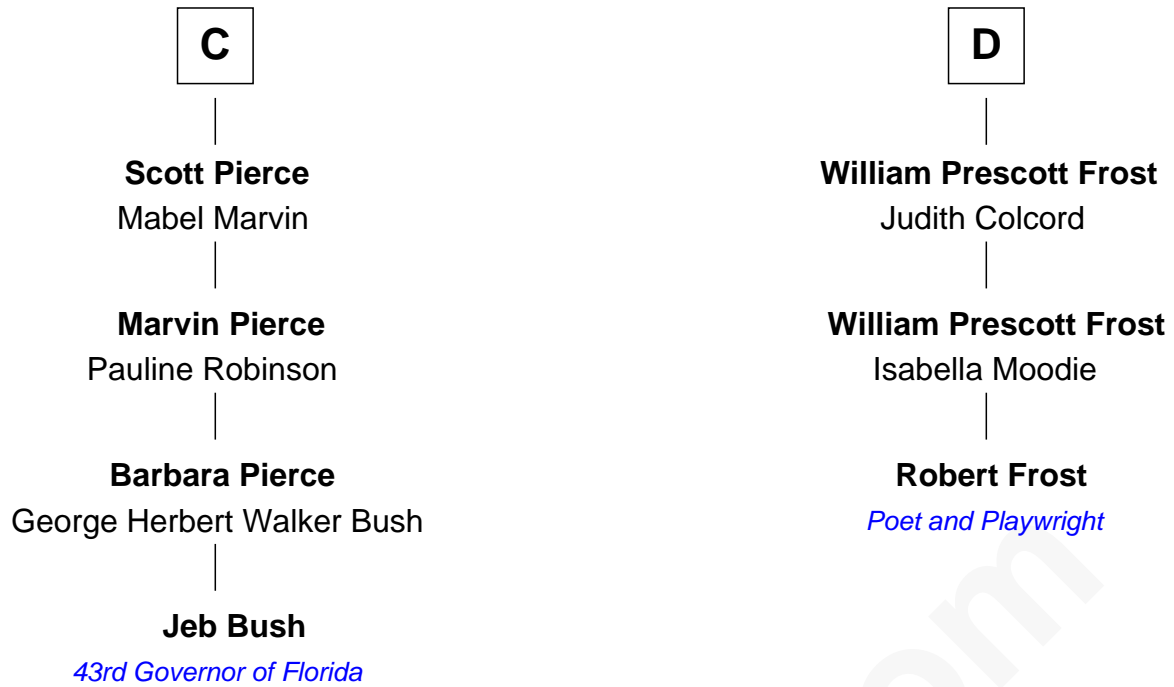 C
Scott Pierce
Mabel Marvin
Marvin Pierce
Pauline Robinson
Barbara Pierce
George Herbert Walker Bush
Jeb Bush
43rd Governor of Florida
D
William Prescott Frost
Judith Colcord
William Prescott Frost
Isabella Moodie
Robert Frost
Poet and Playwright
om